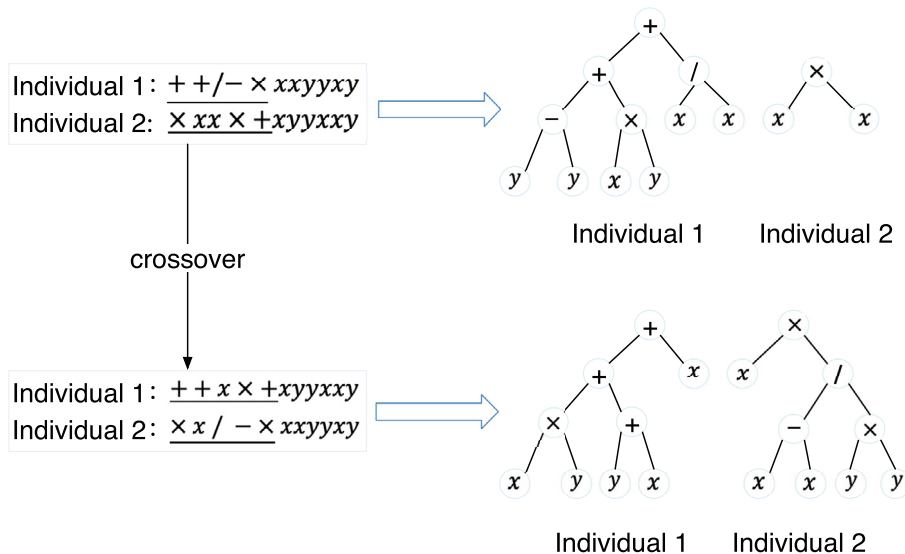 +
+ /
×
− × x x
x x
y y x y
Individual 1: + + / − × xxyyxy
Individual 2: × xx × +xyyxxy
Individual 1 Individual 2
crossover
+
×
+ x
x /
× +
− ×
x y y x
x x y y
Individual 1: + + x × +xyyxxy
Individual 2: × x / − × xxyyxy
Individual 1 Individual 2